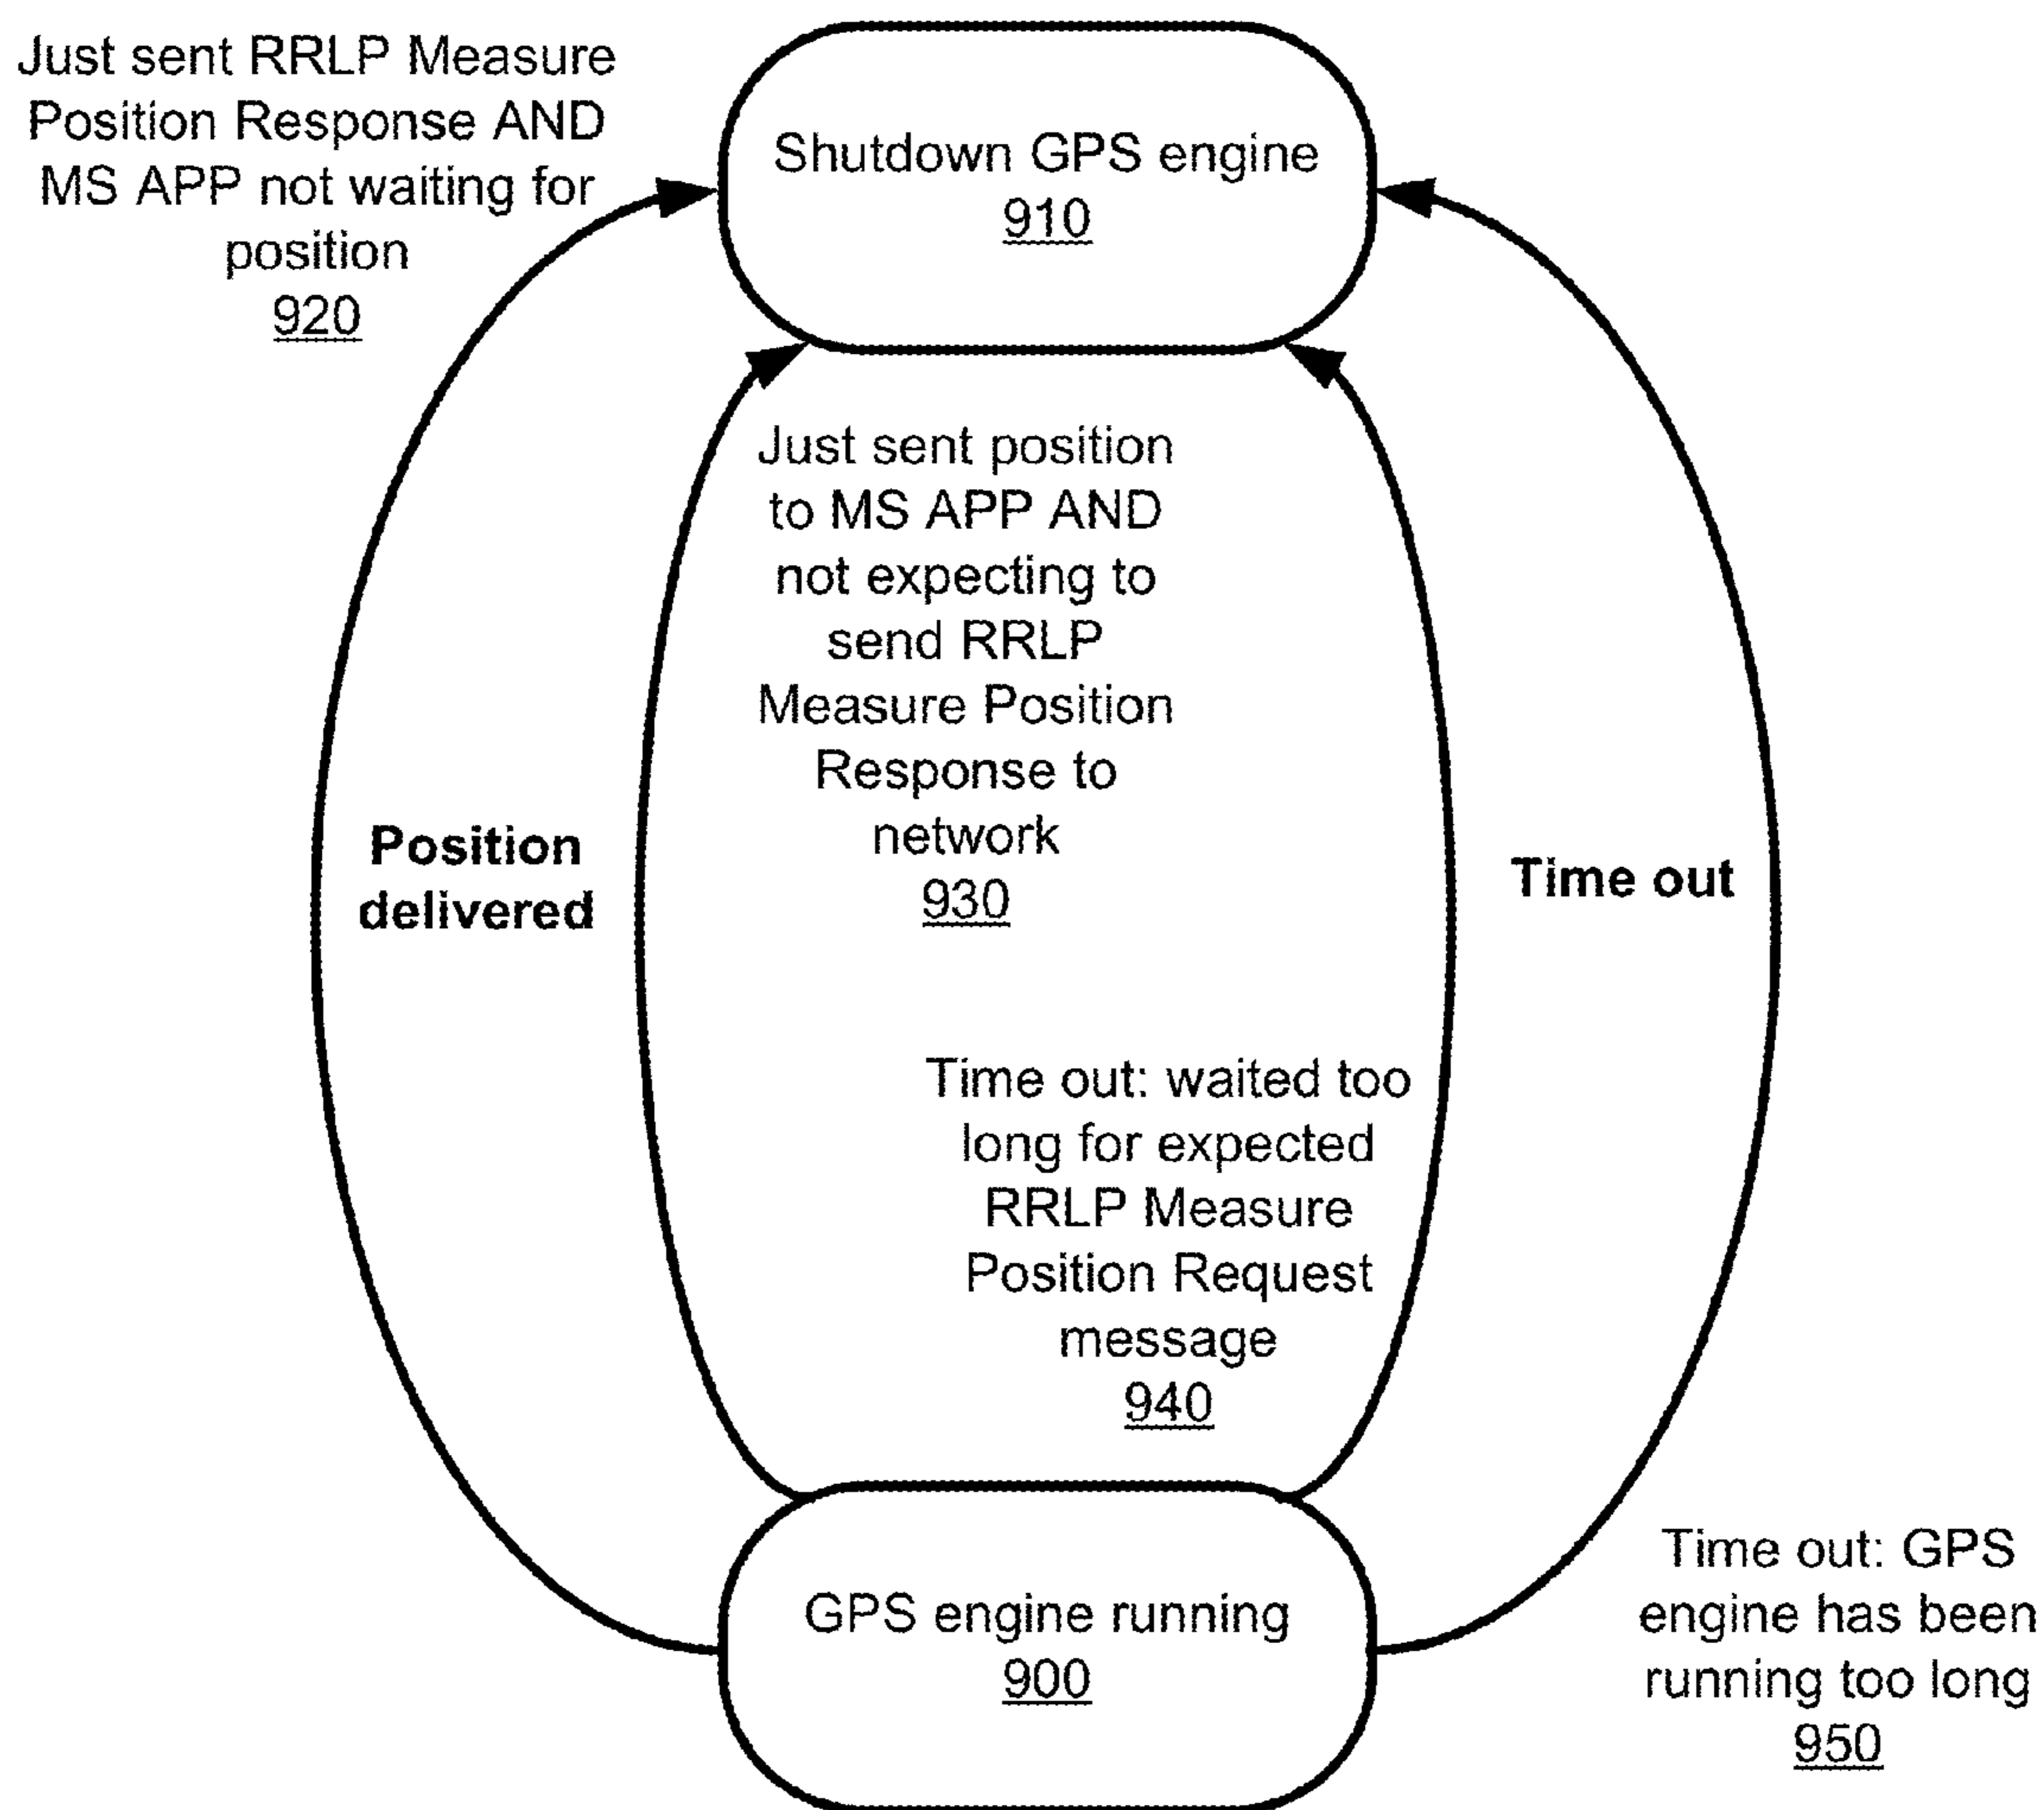 Just sent RRLP Measure
Position Response AND
MS APP not waiting for
position
920
Shutdown GPS engine
910
Just sent position
to MS APP AND
not expecting to
send RRLP
Measure Position
Response to
network
930
Position
delivered
Time out
Time out: waited too
long for expected
RRLP Measure
Position Request
message
940
GPS engine running
900
Time out: GPS
engine has been
running too long
950